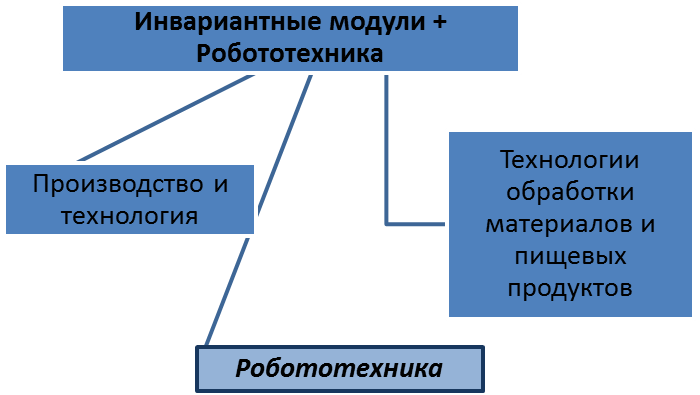 Инвариантные модули +
Робототехника
Производство и
технология
Технологии
обработки
материалов и
пищевых
продуктов
Робототехника